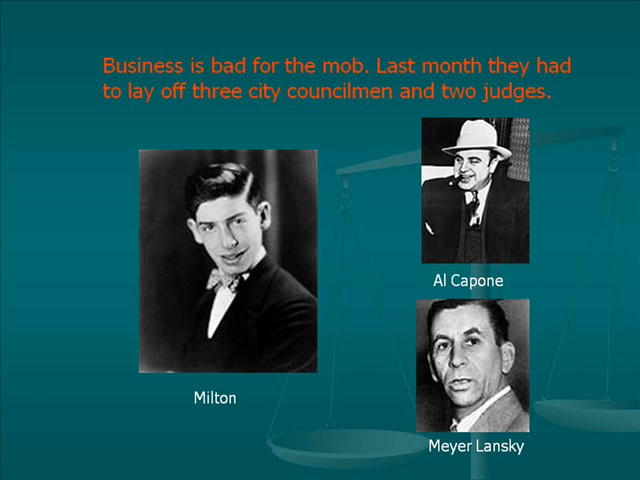 Business is bad for the mob. Last month they had
to lay off three city councilmen and two judges.
Al Capone
Milton
Meyer Lansky